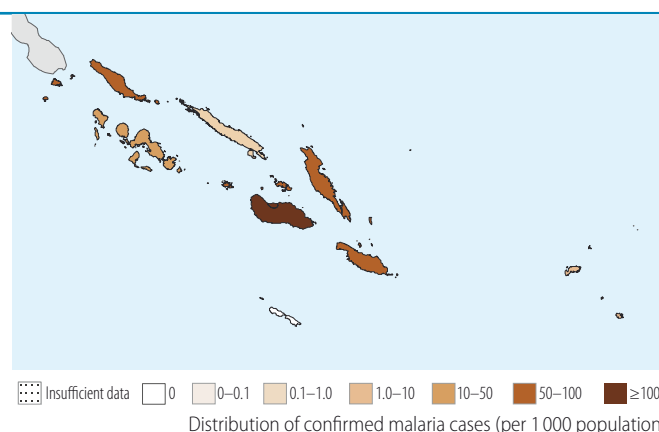 Insufficient data 0 0–0.1 0.1–1.0 1.0–10 10–50 50–100 ≥100
Distribution of confirmed malaria cases (per 1 000 population